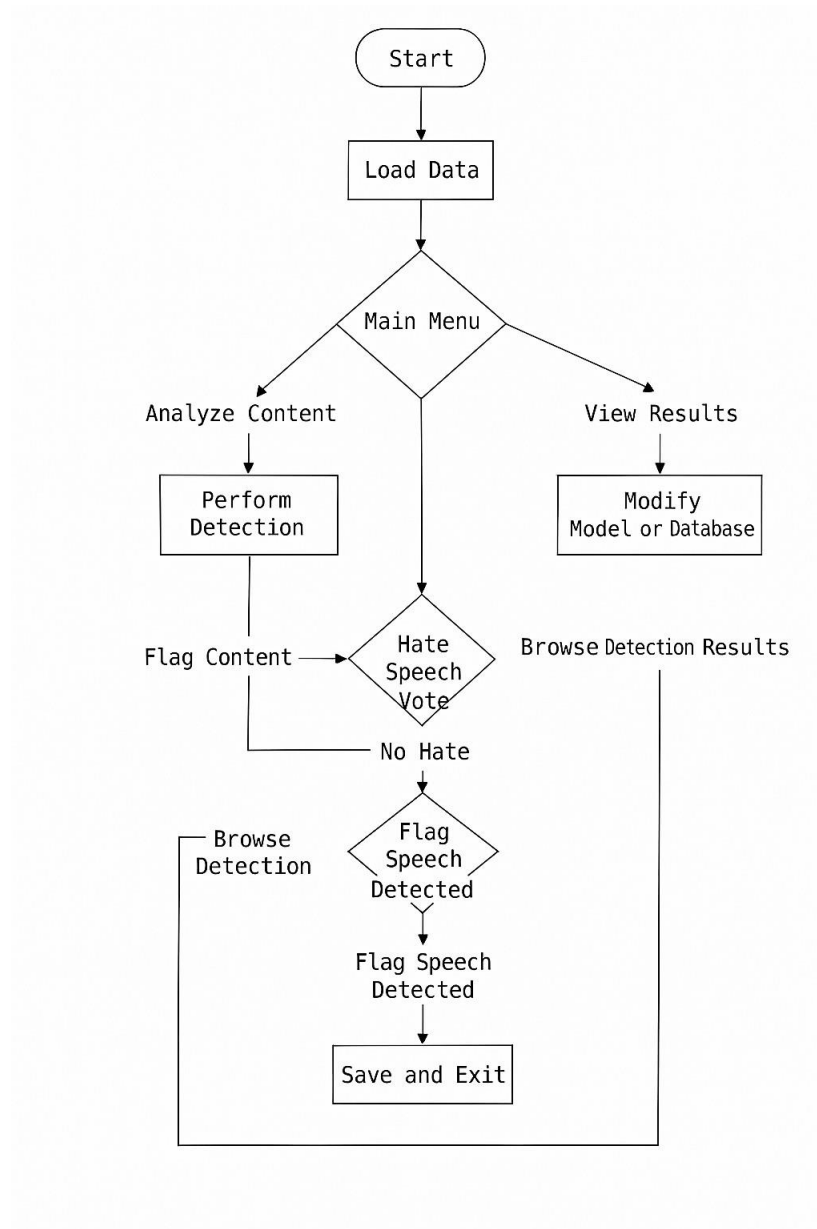 Start
Load Data
Main Menu
Analyze Content
View Results
Perform
Detection
Modify
Model or Database
Flag Content
Hate
Speech
Vote
Browse Detection Results
No Hate
Browse
Detection
Flag
Speech
Detected
Flag Speech
Detected
Save and Exit